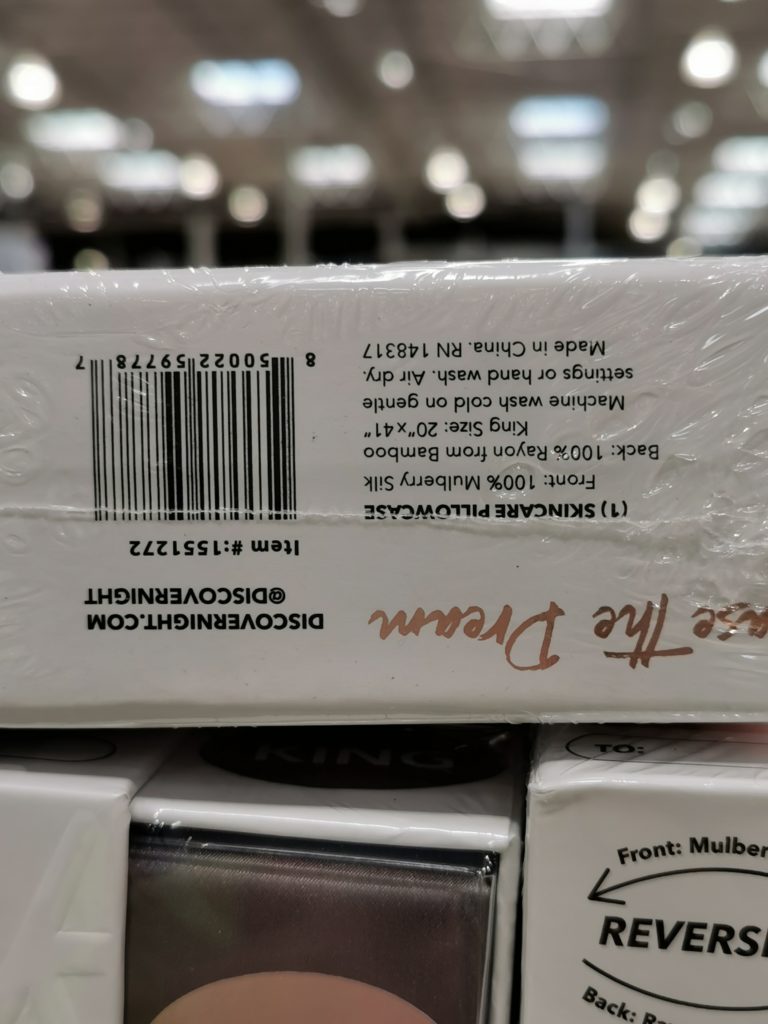 the Dream
DISCOVERNIGHT.COM
@DISCOVERNIGHT
(1) SKINCARE PILLOWCASE
Front: 100% Mulberry Silk
Back: 100% Rayon from Bamboo
King Size: 20"x41"
Machine wash cold on gentle
settings or hand wash. Air dry.
Made in China. RN 148317
Item #:1551272
8 50022 59778 7
KING
TO:
Front:
Back: